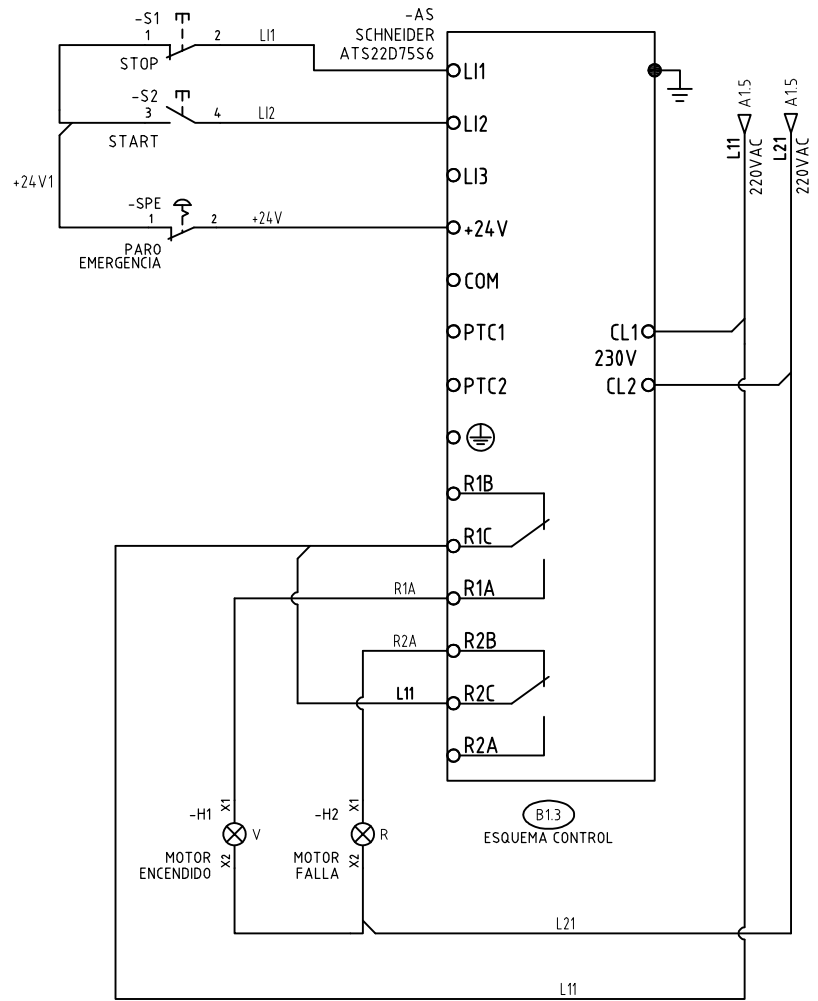 -S1
1 2 LI1
STOP
-AS
SCHNEIDER
ATS22D75S6
LI1
-S2
3 4 LI2
START
LI2
A1.5 A1.5
L11 L21
220VAC 220VAC
LI3
+24V1
-SPE
1 2 +24V
PARO
EMERGENCIA
+24V
COM
PTC1
CL1
230V
PTC2
CL2
R1B
R1C
R1A R1A
R2A R2B
L11 R2C
R2A
-H1 X1
V
X2
MOTOR
ENCENDIDO
-H2 X1
R
X2
MOTOR
FALLA
B1.3
ESQUEMA CONTROL
L21
L11